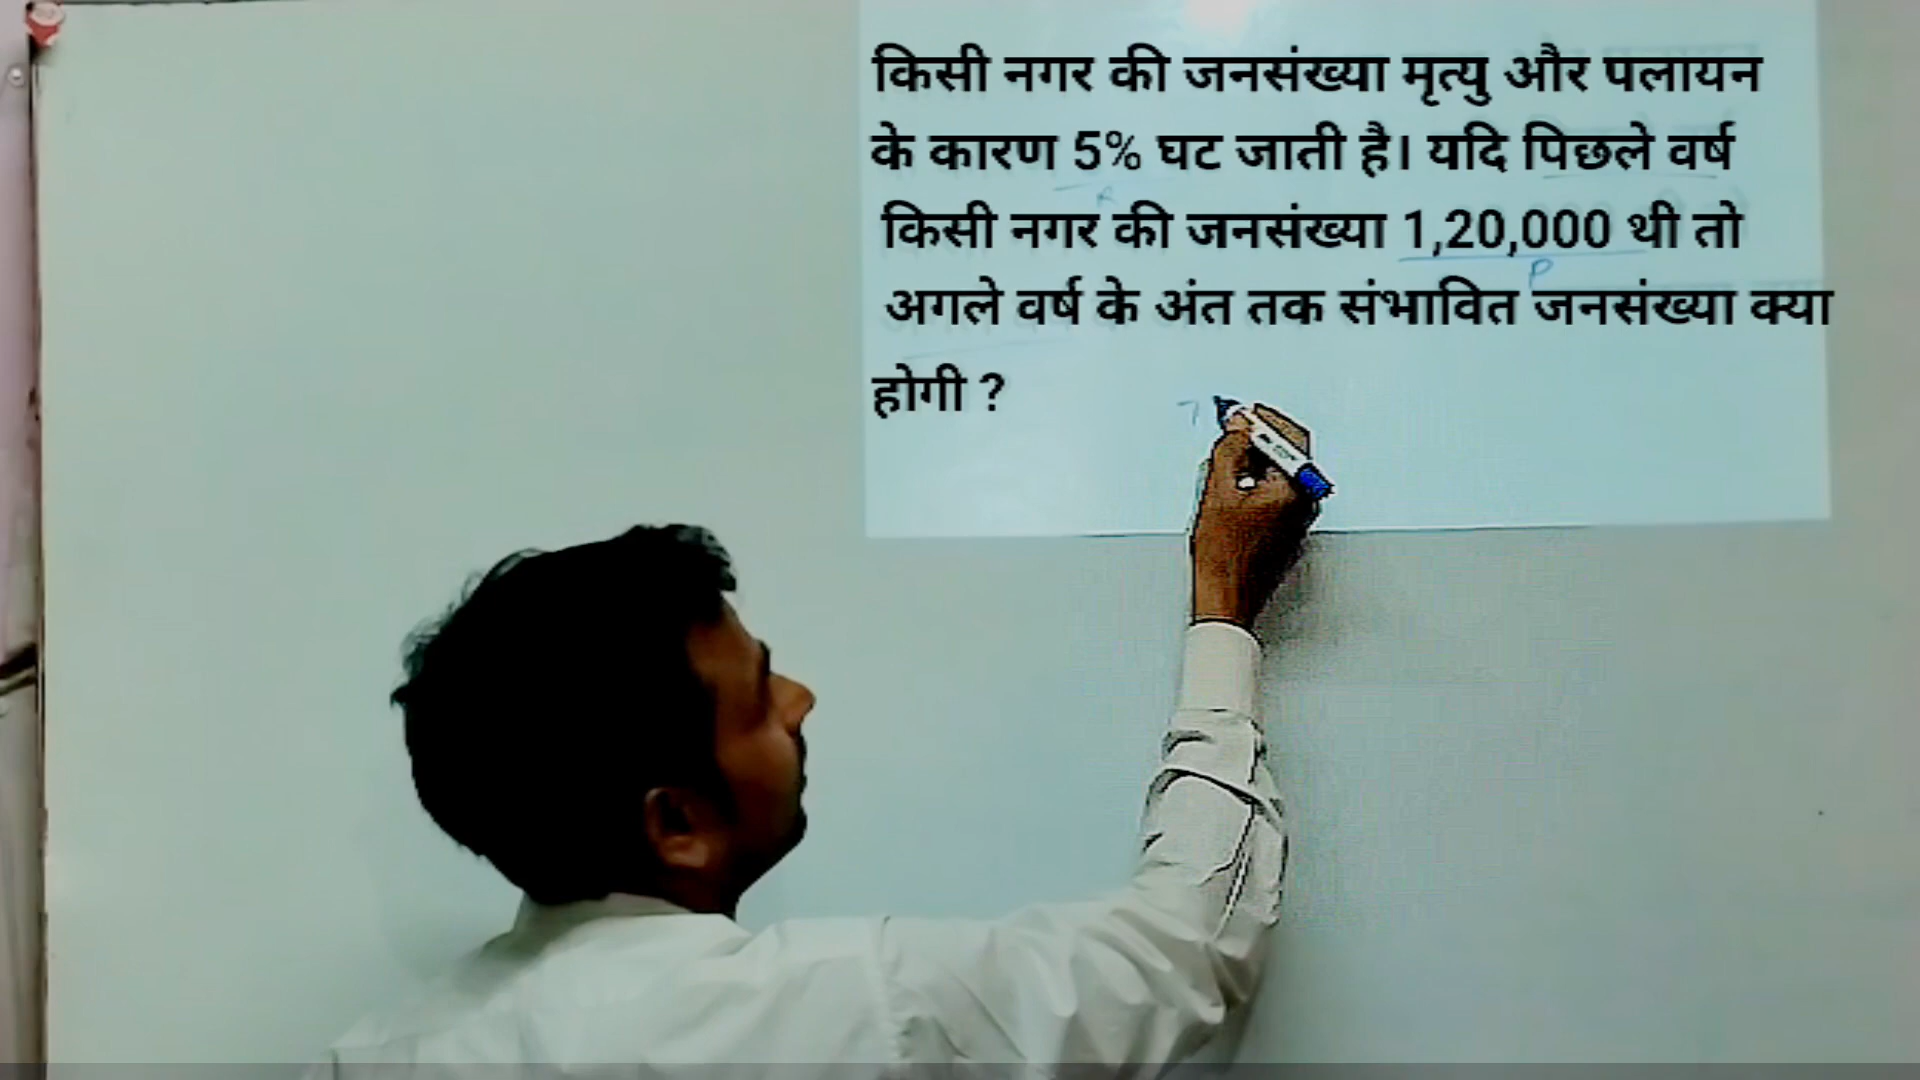 किसी नगर की जनसंख्या मृत्यु और पलायन
के कारण 5% घट जाती है। यदि पिछले वर्ष
किसी नगर की जनसंख्या 1,20,000 थी तो
P
अगले वर्ष के अंत तक संभावित जनसंख्या क्या
होगी ?